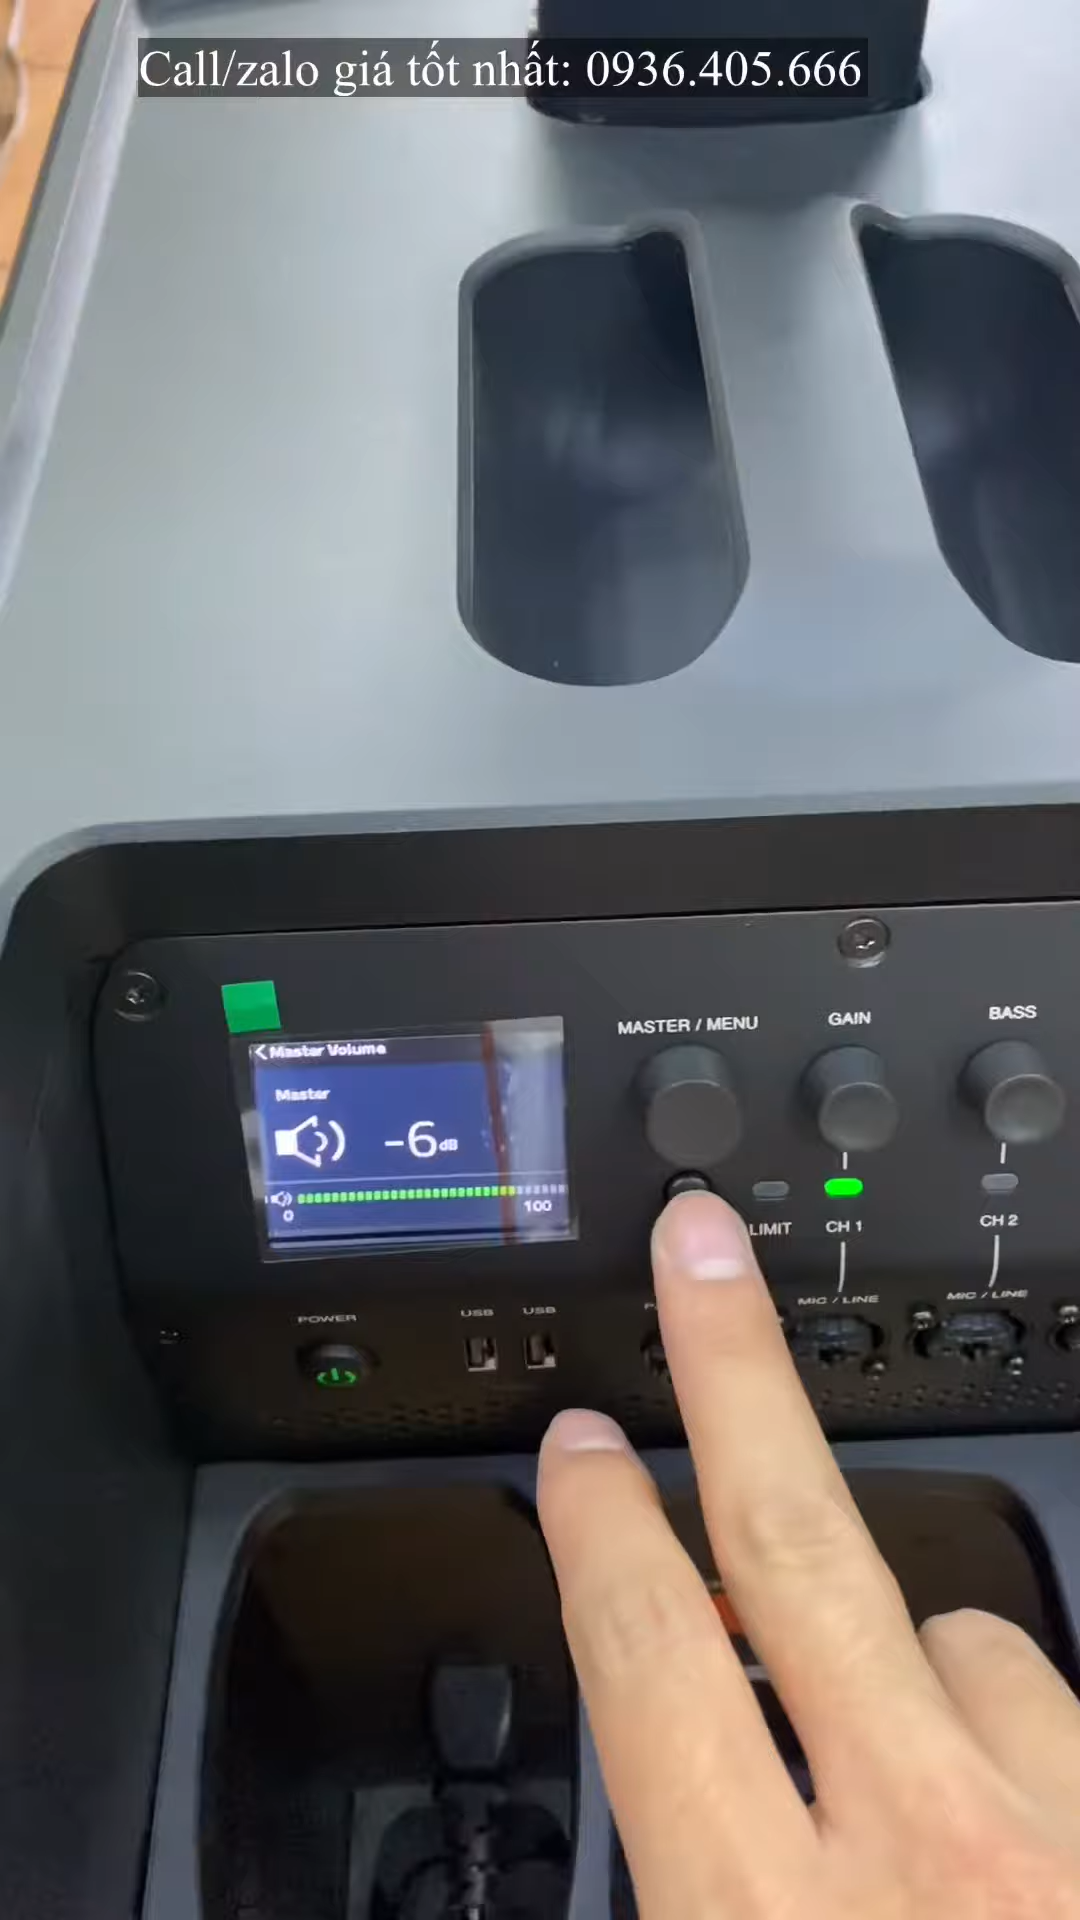 Call/zalo giá tốt nhất: 0936.405.666
MASTER / MENU
GAIN
BASS
Master Volume
Master
-6dB
0
100
LIMIT
CH 1
CH 2
MIC / LINE
MIC / LINE
POWER
USB
USB